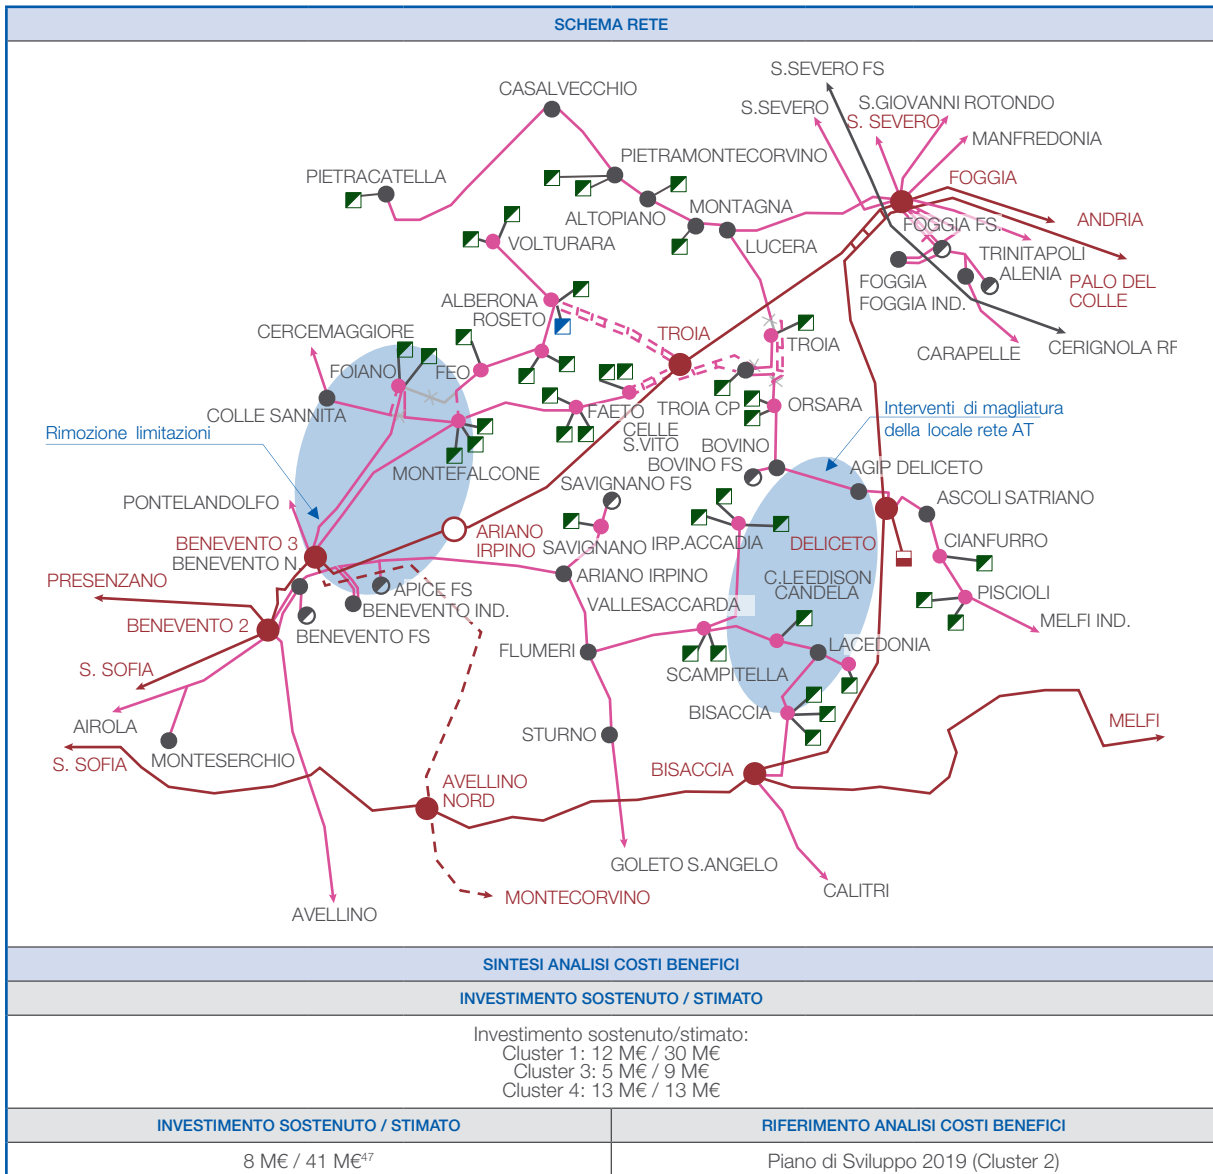 SCHEMA RETE
S.SEVERO FS
CASALVECCHIO
S.SEVERO
S.GIOVANNI ROTONDO
S. SEVERO
MANFREDONIA
PIETRAMONTECORVINO
PIETRACATELLA
FOGGIA
ALTOPIANO
MONTAGNA
ANDRIA
VOLTURARA
LUCERA
FOGGIA FS.
TRINITAPOLI
ALENIA
FOGGIA
FOGGIA IND.
PALO DEL
COLLE
ALBERONA
ROSETO
CERCEMAGGIORE
TROIA
TROIA
CARAPELLE
CERIGNOLA RF
FOIANO
FEO
COLLE SANNITA
FAETO
CELLE
S.VITO
TROIA CP
ORSARA
Interventi di magliatura
della locale rete AT
Rimozione limitazioni
BOVINO
BOVINO FS
AGIP DELICETO
MONTEFALCONE
SAVIGNANO FS
PONTELANDOLFO
ASCOLI SATRIANO
ARIANO
IRPINO
SAVIGNANO
IRP.ACCADIA
DELICETO
CIANFURRO
BENEVENTO 3
BENEVENTO N.
PRESENZANO
APICE FS
ARIANO IRPINO
C.LE EDISON
CANDELA
PISCIOLI
BENEVENTO IND.
VALLESACCARDA
BENEVENTO 2
BENEVENTO FS
MELFI IND.
FLUMERI
LACEDONIA
S. SOFIA
SCAMPITELLA
AIROLA
BISACCIA
MELFI
STURNO
MONTESERCHIO
S. SOFIA
BISACCIA
AVELLINO
NORD
GOLETO S.ANGELO
CALITRI
MONTECORVINO
AVELLINO
SINTESI ANALISI COSTI BENEFICI
INVESTIMENTO SOSTENUTO / STIMATO
Investimento sostenuto/stimato:
Cluster 1: 12 M€ / 30 M€
Cluster 3: 5 M€ / 9 M€
Cluster 4: 13 M€ / 13 M€
INVESTIMENTO SOSTENUTO / STIMATO
RIFERIMENTO ANALISI COSTI BENEFICI
8 M€ / 41 M€47
Piano di Sviluppo 2019 (Cluster 2)